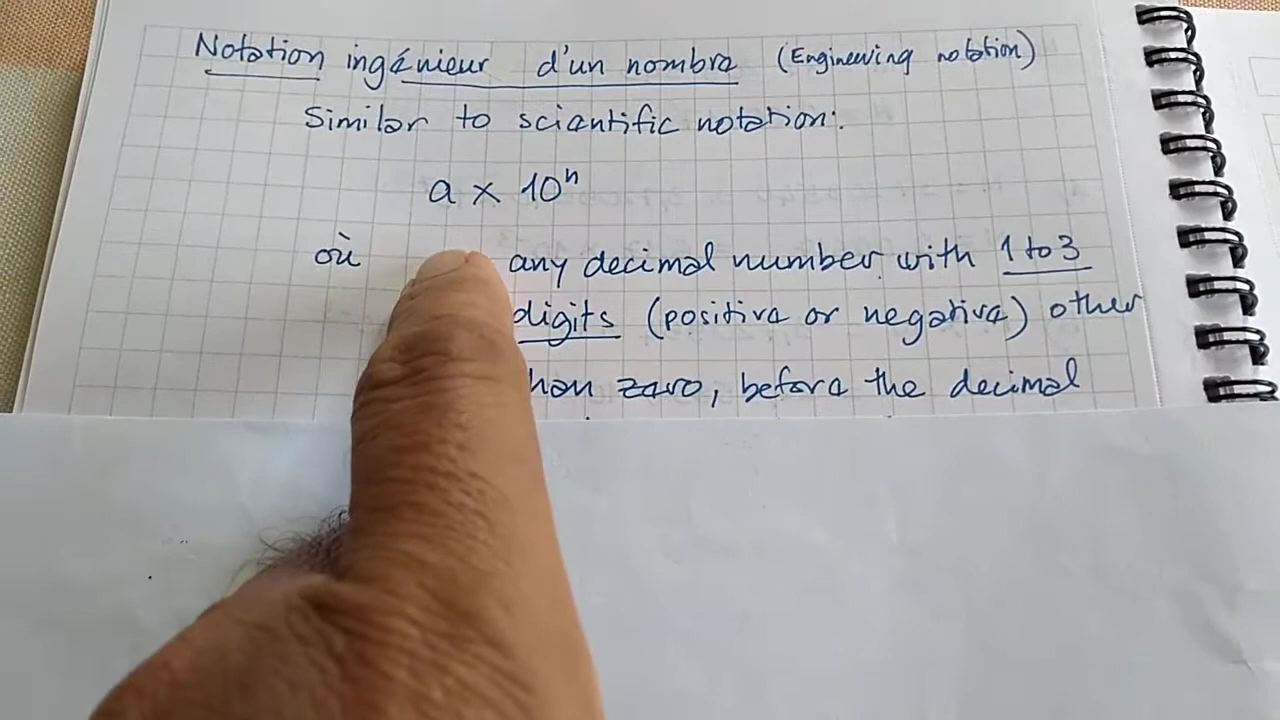 Notation ingénieur d'un nombre (Engineering notation)
Similar to scientific notation:
a × 10ⁿ
où any decimal number with 1 to 3
digits (positive or negative) other
zero, before the decimal